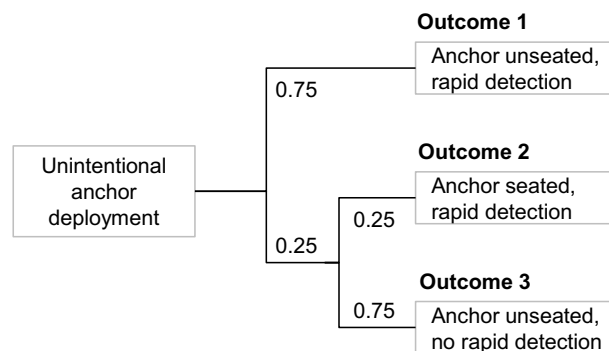 Outcome 1
Anchor unseated,
rapid detection
0.75
Outcome 2
Unintentional
anchor
deployment
Anchor seated,
rapid detection
0.25
0.25
Outcome 3
0.75
Anchor unseated,
no rapid detection